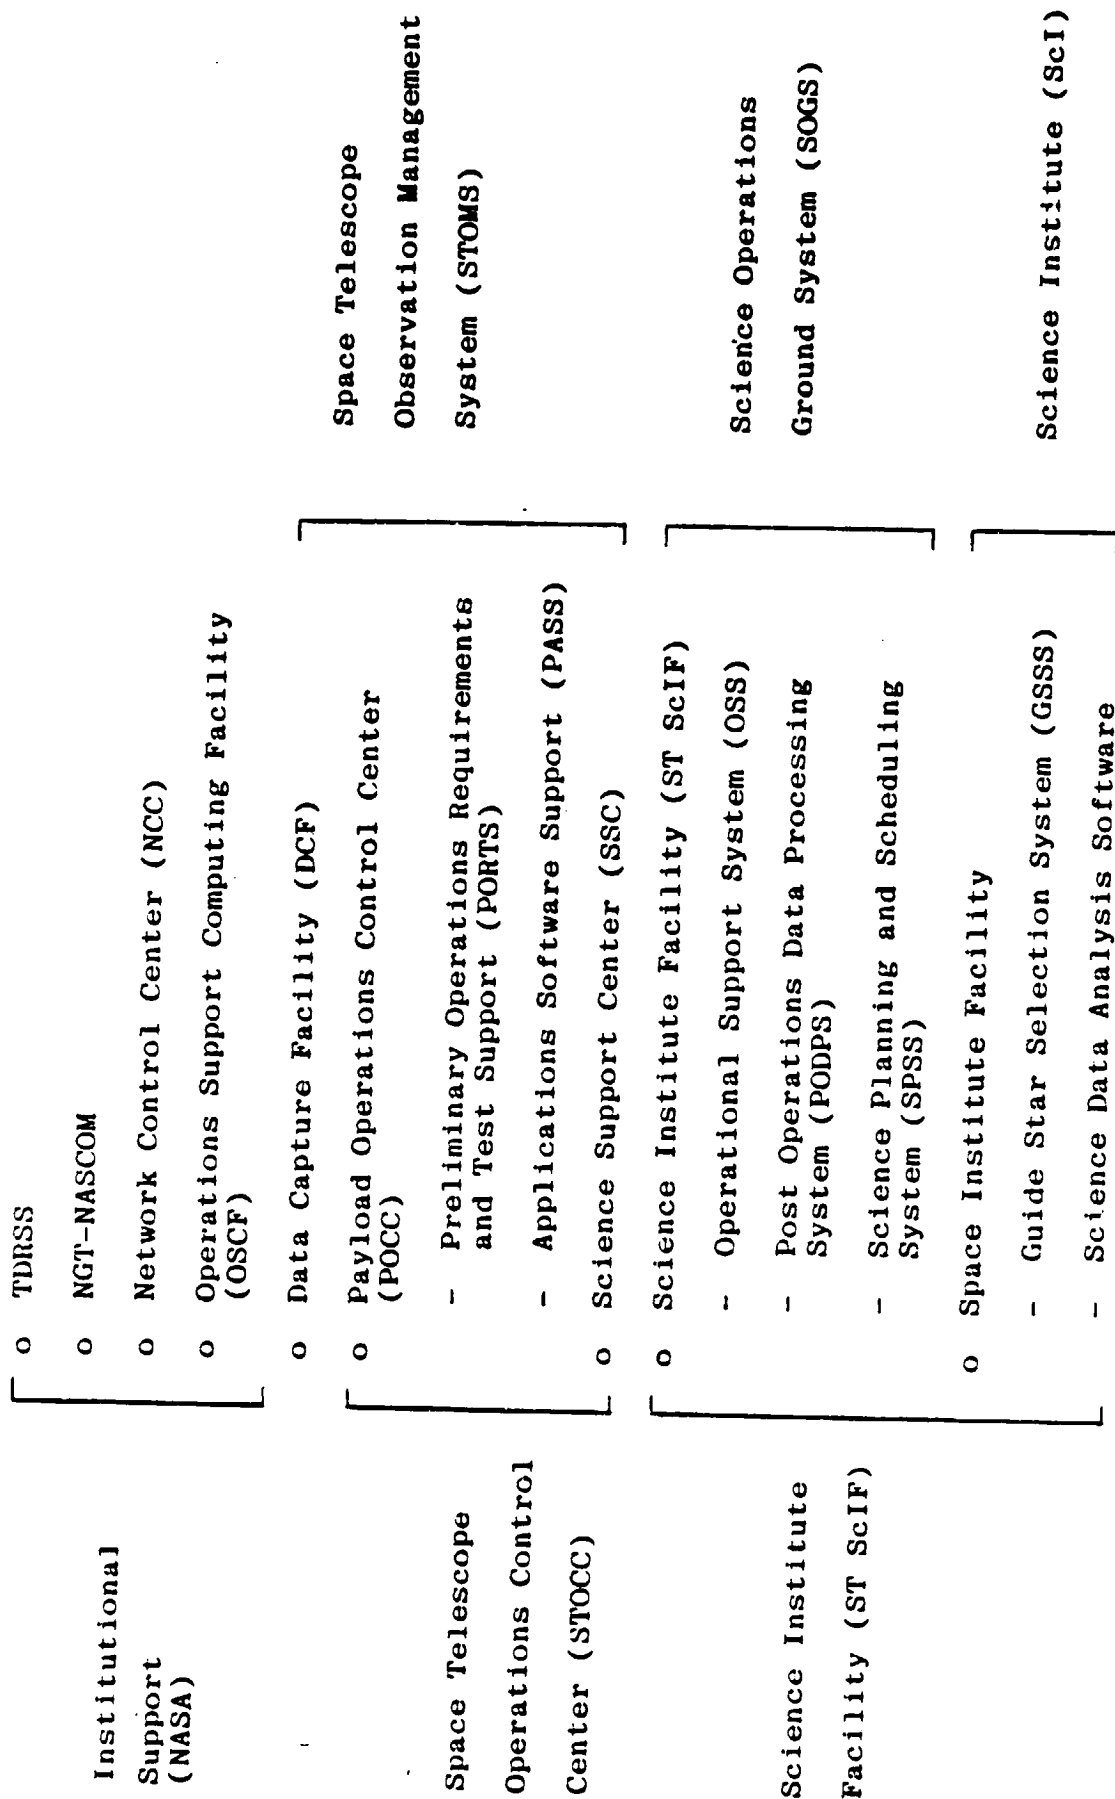 Institutional
Support
(NASA)
o TDRSS
o NGT-NASCOM
o Network Control Center (NCC)
o Operations Support Computing Facility
(OSCF)
o Data Capture Facility (DCF)
Space Telescope
Operations Control
Center (STOCC)
o Payload Operations Control Center
(POCC)
- Preliminary Operations Requirements
and Test Support (PORTS)
- Applications Software Support (PASS)
o Science Support Center (SSC)
Space Telescope
Observation Management
System (STOMS)
Science Institute
Facility (ST ScIF)
o Science Institute Facility (ST ScIF)
- Operational Support System (OSS)
- Post Operations Data Processing
System (PODPS)
- Science Planning and Scheduling
System (SPSS)
Science Operations
Ground System (SOGS)
o Space Institute Facility
- Guide Star Selection System (GSSS)
- Science Data Analysis Software
Science Institute (ScI)